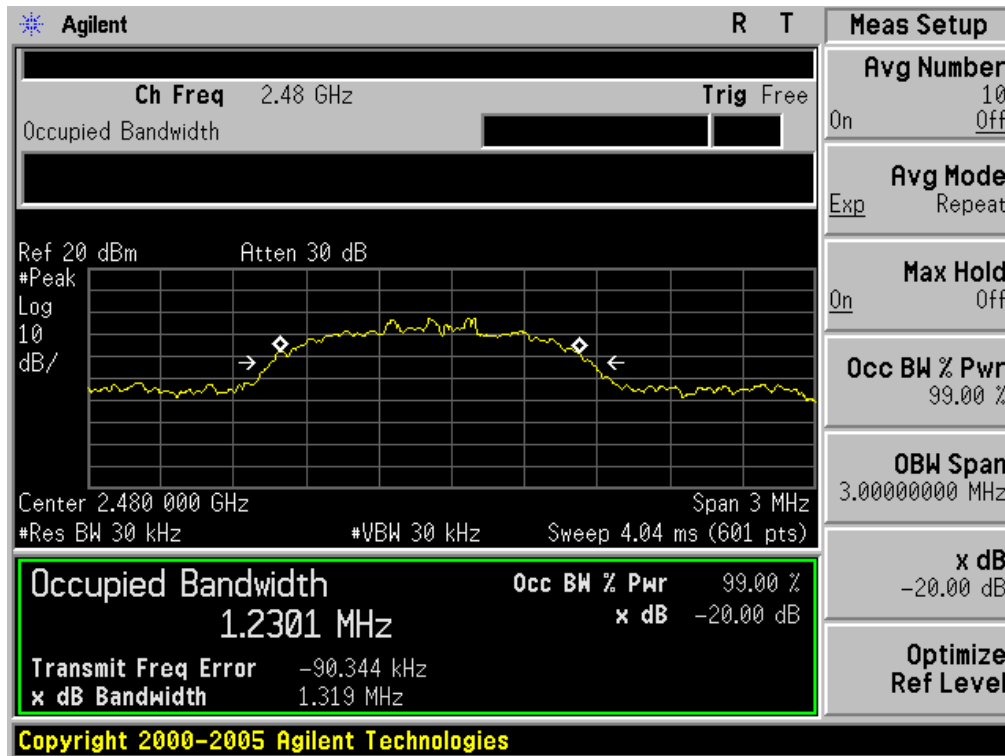 Agilent R T
Ch Freq 2.48 GHz Trig Free
Occupied Bandwidth
Ref 20 dBm Atten 30 dB
#Peak
Log
10
dB/
Center 2.480 000 GHz Span 3 MHz
#Res BW 30 kHz #VBW 30 kHz Sweep 4.04 ms (601 pts)
Occupied Bandwidth
1.2301 MHz
Occ BW % Pwr 99.00 %
x dB -20.00 dB
Transmit Freq Error -90.344 kHz
x dB Bandwidth 1.319 MHz
Meas Setup
Avg Number
10
On Off
Avg Mode
Exp Repeat
Max Hold
On Off
Occ BW % Pwr
99.00 %
OBW Span
3.00000000 MHz
x dB
-20.00 dB
Optimize
Ref Level
Copyright 2000-2005 Agilent Technologies